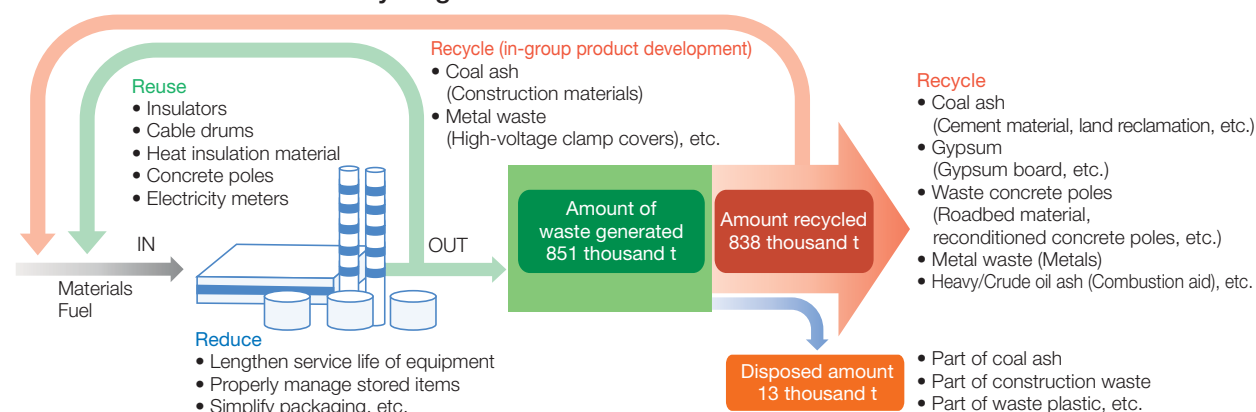 Recycle (in-group product development)
• Coal ash
(Construction materials)
• Metal waste
(High-voltage clamp covers), etc.
Reuse
• Insulators
• Cable drums
• Heat insulation material
• Concrete poles
• Electricity meters
IN
OUT
Materials
Fuel
Reduce
• Lengthen service life of equipment
• Properly manage stored items
• Simplify packaging, etc.
Amount of
waste generated
851 thousand t
Amount recycled
838 thousand t
Disposed amount
13 thousand t
Recycle
• Coal ash
(Cement material, land reclamation, etc.)
• Gypsum
(Gypsum board, etc.)
• Waste concrete poles
(Roadbed material,
reconditioned concrete poles, etc.)
• Metal waste (Metals)
• Heavy/Crude oil ash (Combustion aid), etc.
• Part of coal ash
• Part of construction waste
• Part of waste plastic, etc.